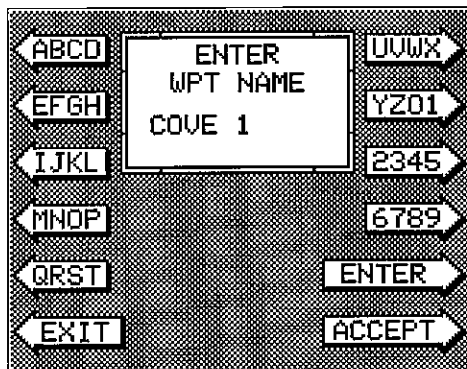 ABCD
EFGH
IJKL
MNOP
QRST
EXIT
ENTER
WPT NAME
COVE 1
UVWX
YZ01
2345
6789
ENTER
ACCEPT